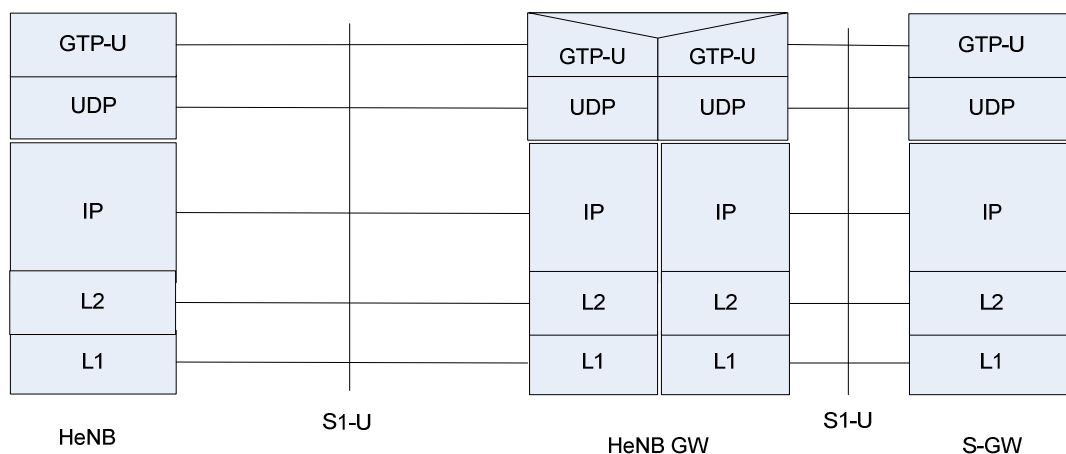 GTP-U GTP-U GTP-U GTP-U
UDP UDP UDP UDP
IP IP IP IP
L2 L2 L2 L2
L1 L1 L1 L1
S1-U S1-U
HeNB HeNB GW S-GW